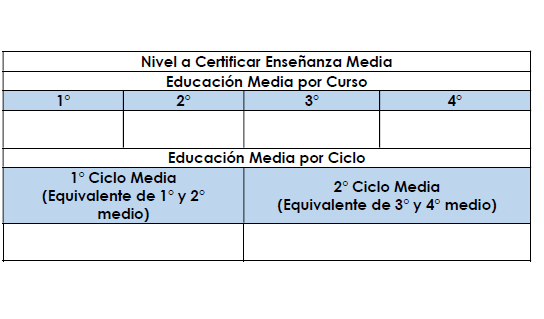 Nivel a Certificar Enseñanza Media
Educación Media por Curso
1° 2° 3° 4°
Educación Media por Ciclo
1° Ciclo Media
(Equivalente de 1° y 2°
medio)
2° Ciclo Media
(Equivalente de 3° y 4° medio)